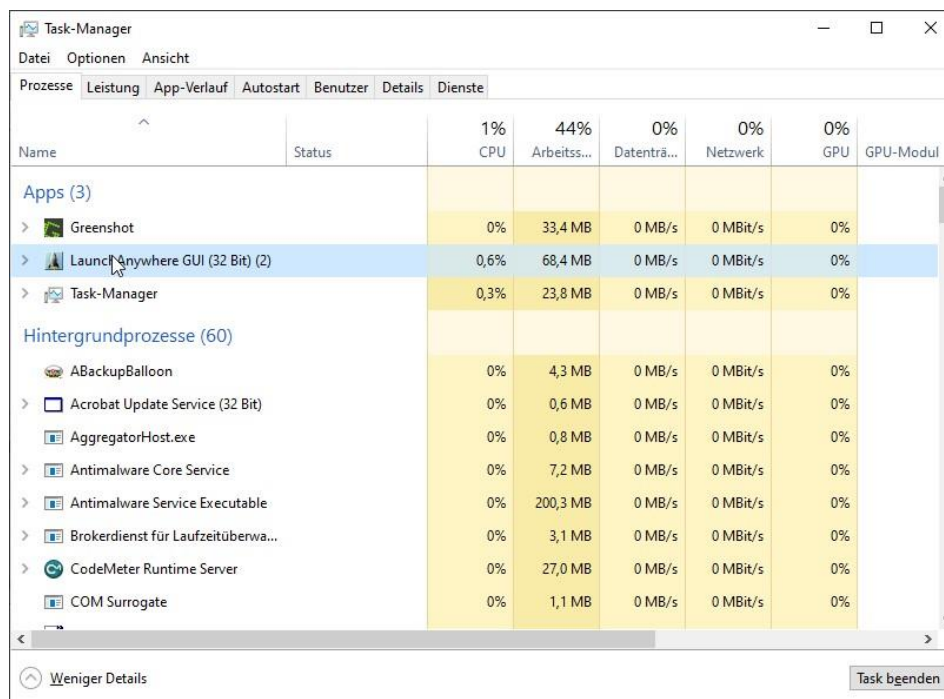 Task-Manager
Datei Optionen Ansicht
Prozesse Leistung App-Verlauf Autostart Benutzer Details Dienste
1% 44% 0% 0% 0%
Name Status CPU Arbeitss... Datenträ... Netzwerk GPU GPU-Modul
Apps (3)
Greenshot 0% 33,4 MB 0 MB/s 0 MBit/s 0%
LaunchAnywhere GUI (32 Bit) (2) 0,6% 68,4 MB 0 MB/s 0 MBit/s 0%
Task-Manager 0,3% 23,8 MB 0 MB/s 0 MBit/s 0%
Hintergrundprozesse (60)
ABackupBalloon 0% 4,3 MB 0 MB/s 0 MBit/s 0%
Acrobat Update Service (32 Bit) 0% 0,6 MB 0 MB/s 0 MBit/s 0%
AggregatorHost.exe 0% 0,8 MB 0 MB/s 0 MBit/s 0%
Antimalware Core Service 0% 7,2 MB 0 MB/s 0 MBit/s 0%
Antimalware Service Executable 0% 200,3 MB 0 MB/s 0 MBit/s 0%
Brokerdienst für Laufzeitüberwa... 0% 3,1 MB 0 MB/s 0 MBit/s 0%
CodeMeter Runtime Server 0% 27,0 MB 0 MB/s 0 MBit/s 0%
COM Surrogate 0% 1,1 MB 0 MB/s 0 MBit/s 0%
Weniger Details Task beenden